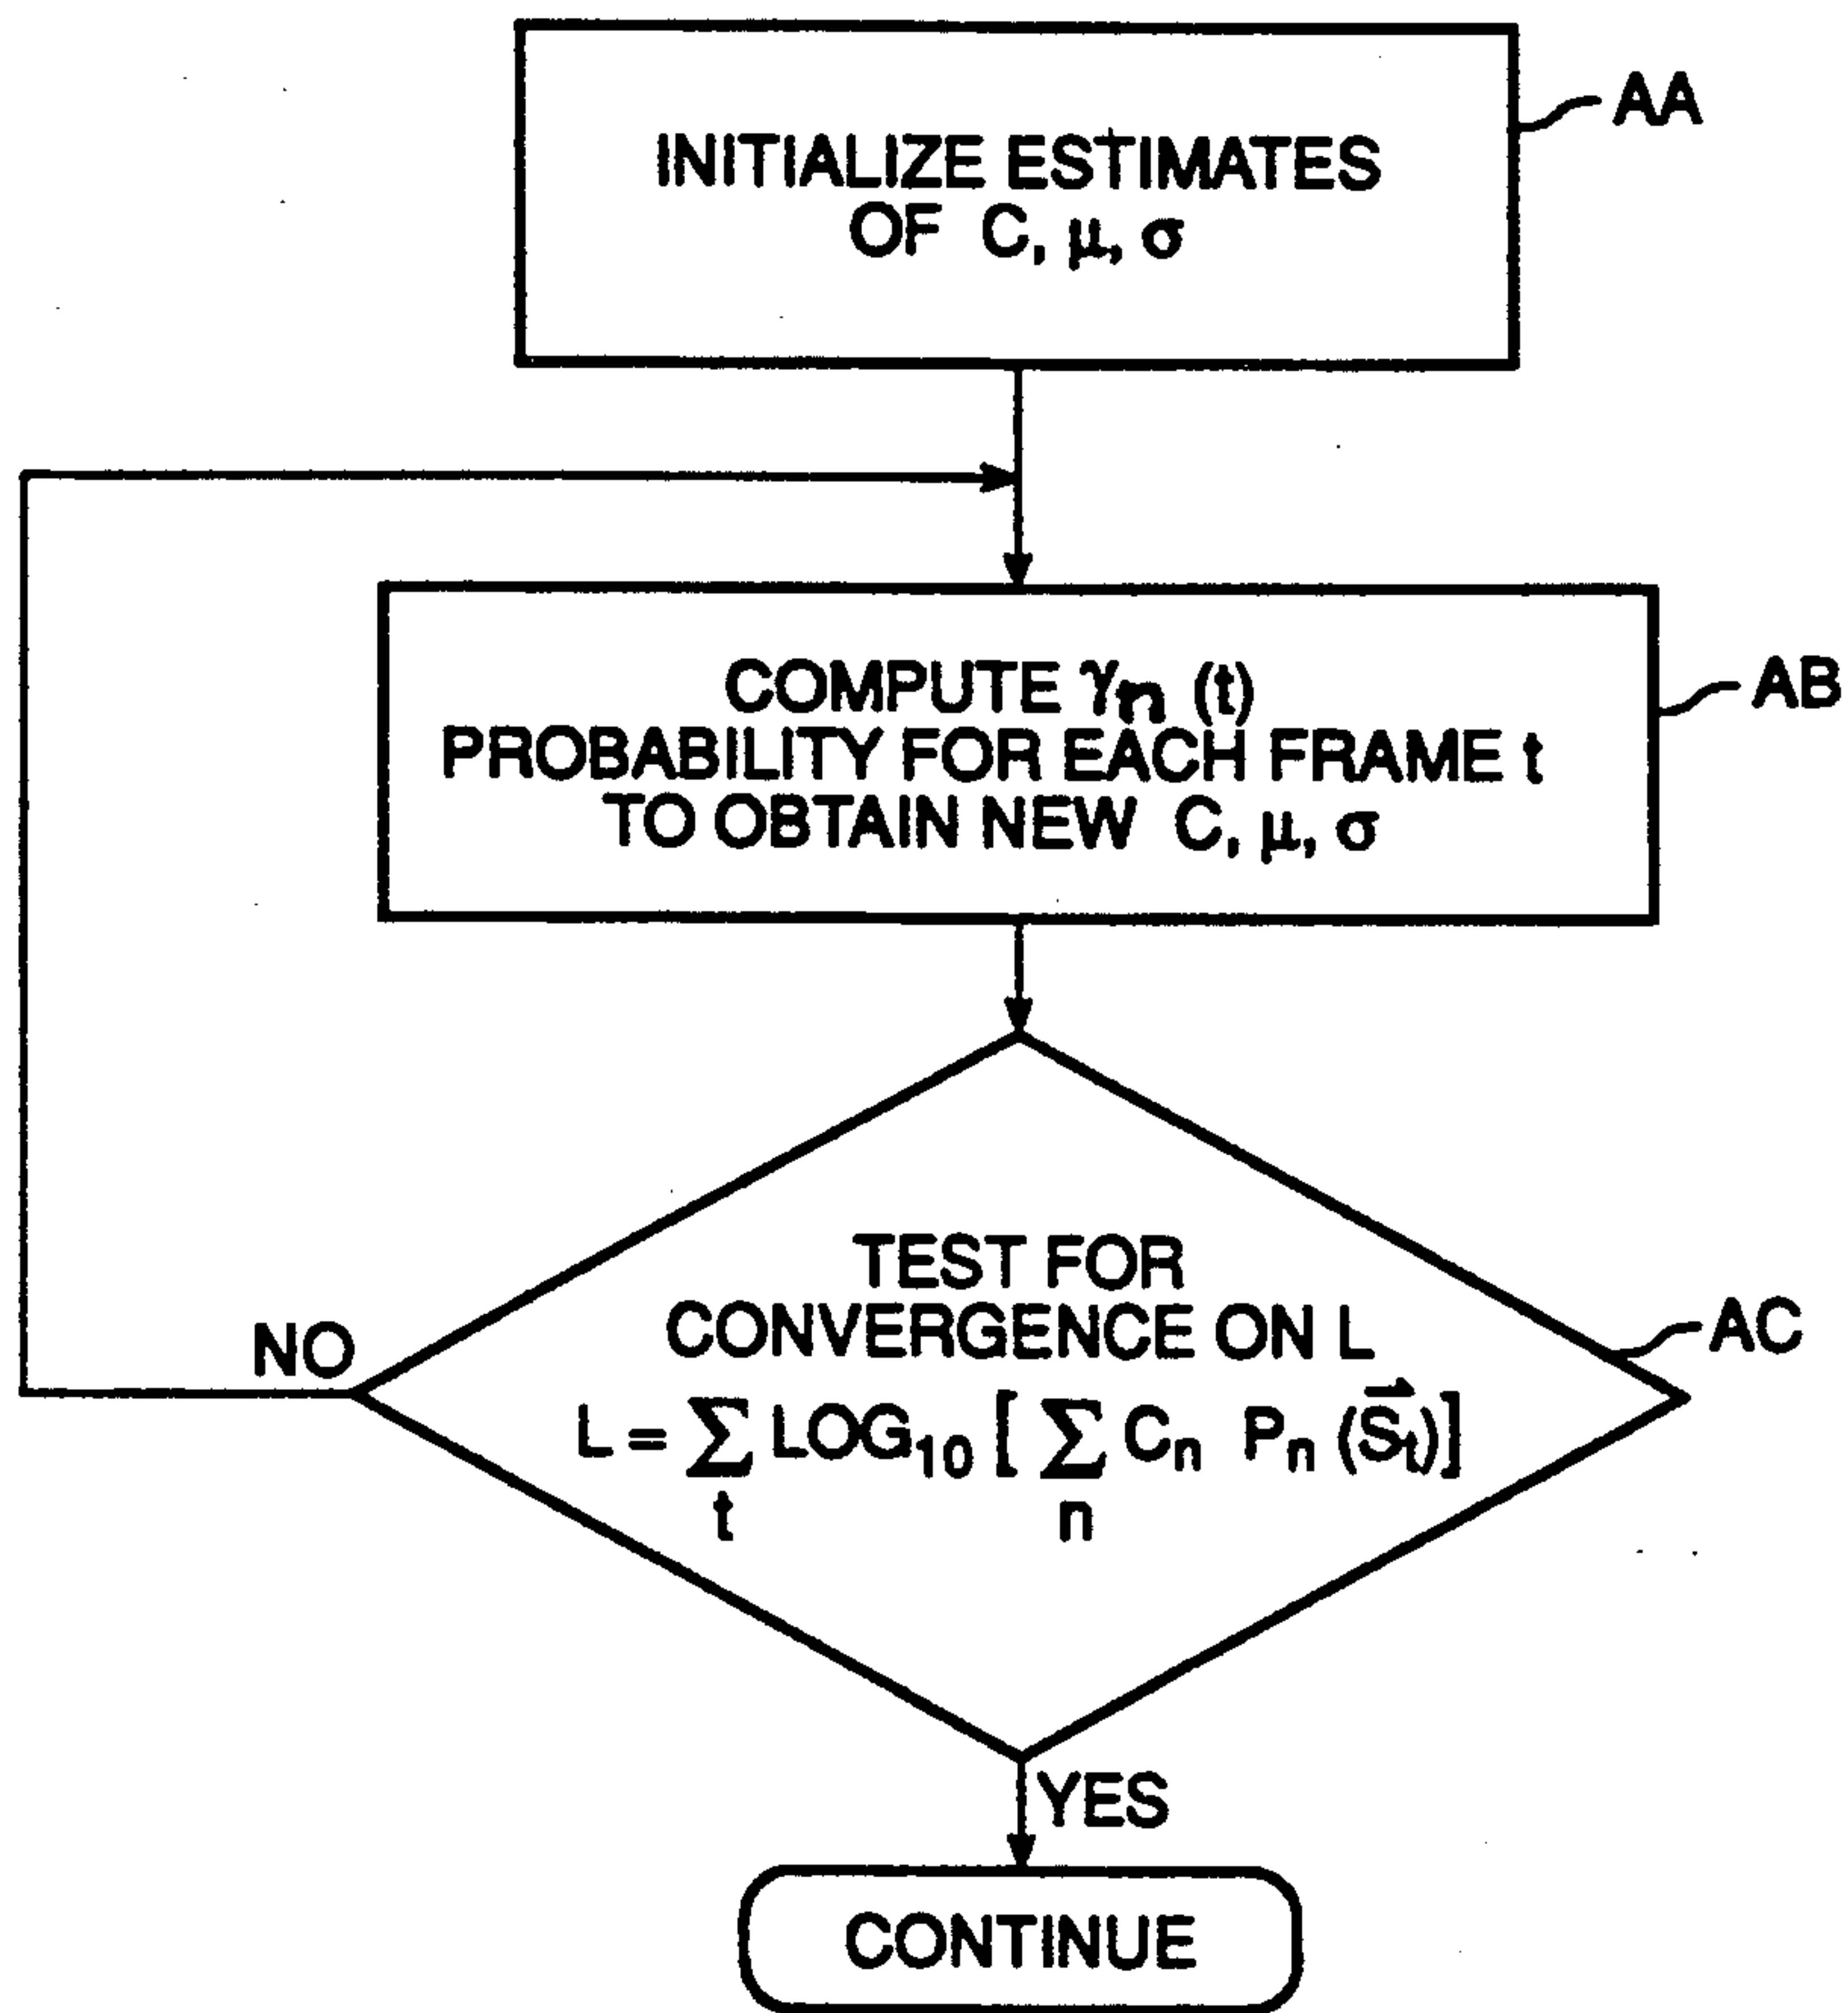 INITIALIZE ESTIMATES
OF C, μ, σ
AA
COMPUTE γn (t)
PROBABILITY FOR EACH FRAME t
TO OBTAIN NEW C, μ, σ
AB
TEST FOR
CONVERGENCE ON L
L = ∑t LOG10 [ ∑n Cn Pn (S⃗t)]
AC
NO
YES
CONTINUE